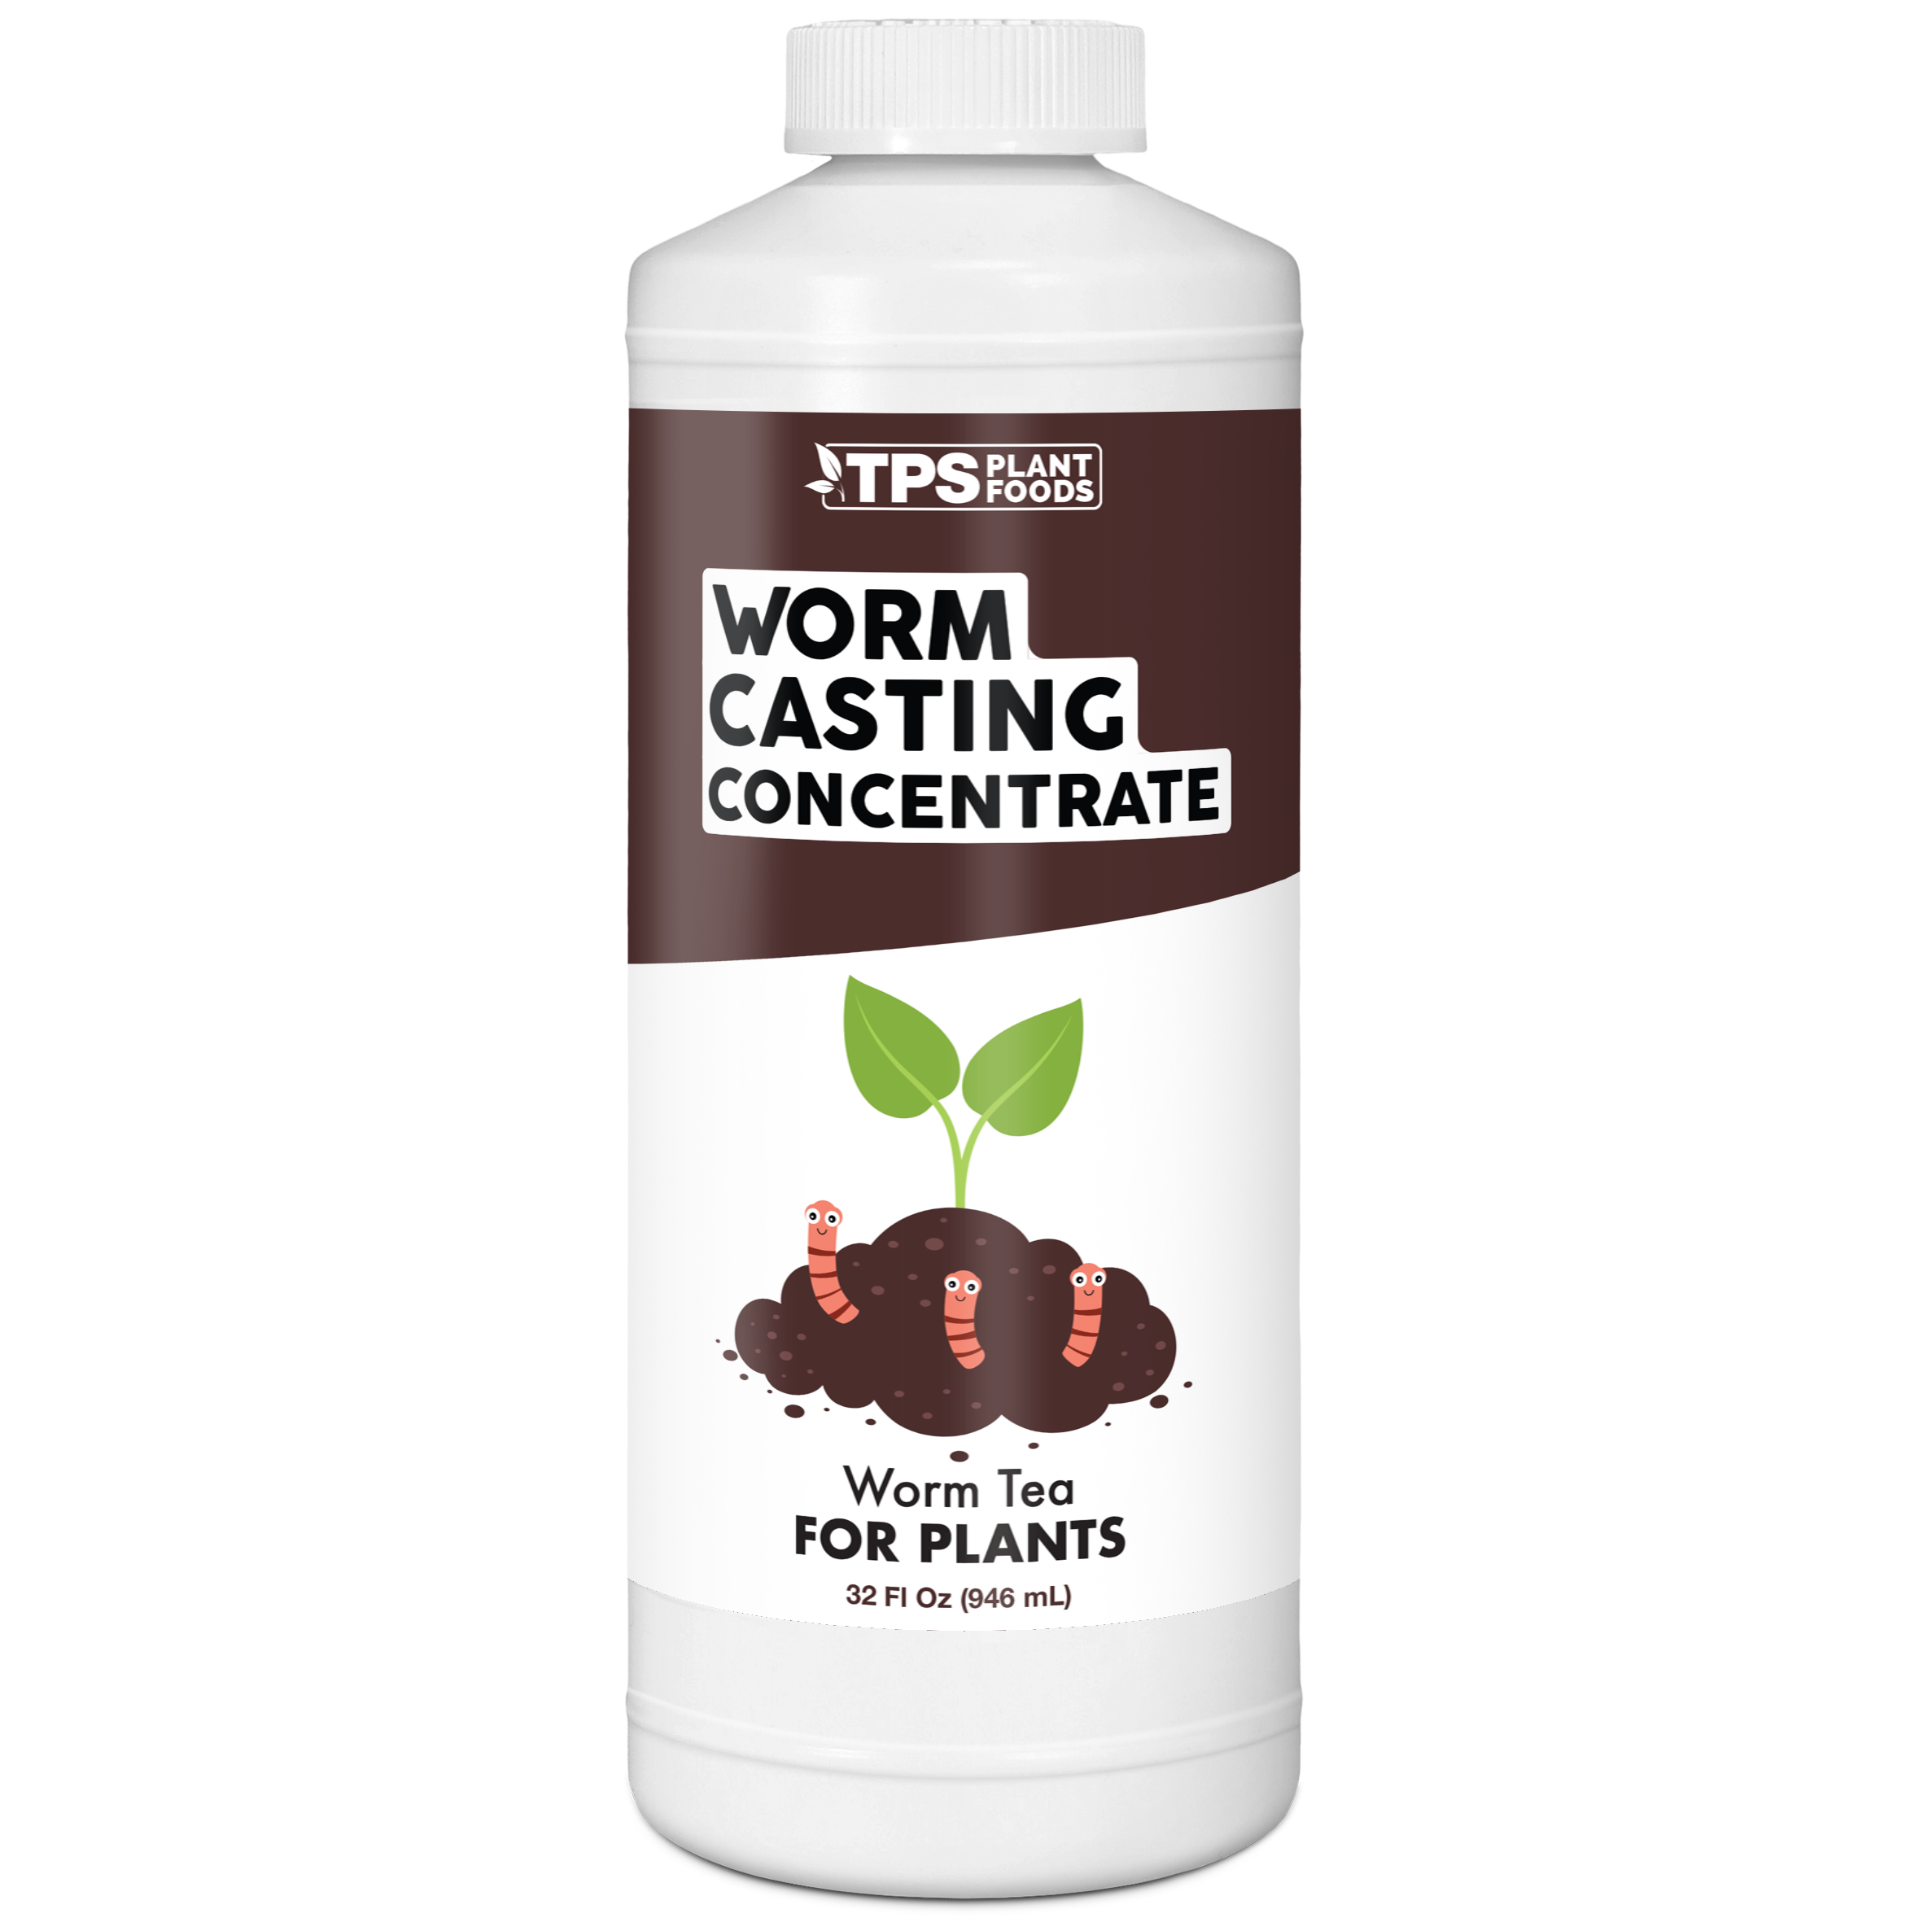 TPS PLANT
FOODS
WORM
CASTING
CONCENTRATE
Worm Tea
FOR PLANTS
32 Fl Oz (946 mL)